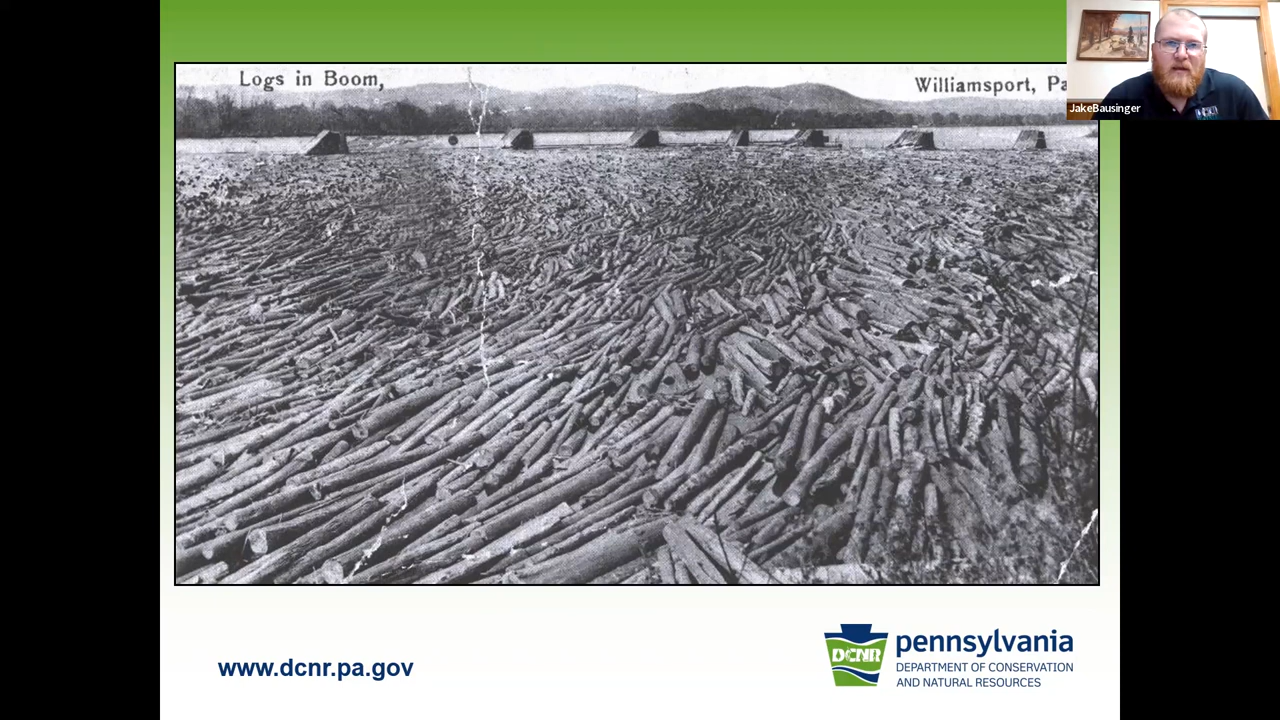 Logs in Boom,
Williamsport, Pa
JakeBausinger
www.dcnr.pa.gov
DCNR
pennsylvania
DEPARTMENT OF CONSERVATION
AND NATURAL RESOURCES